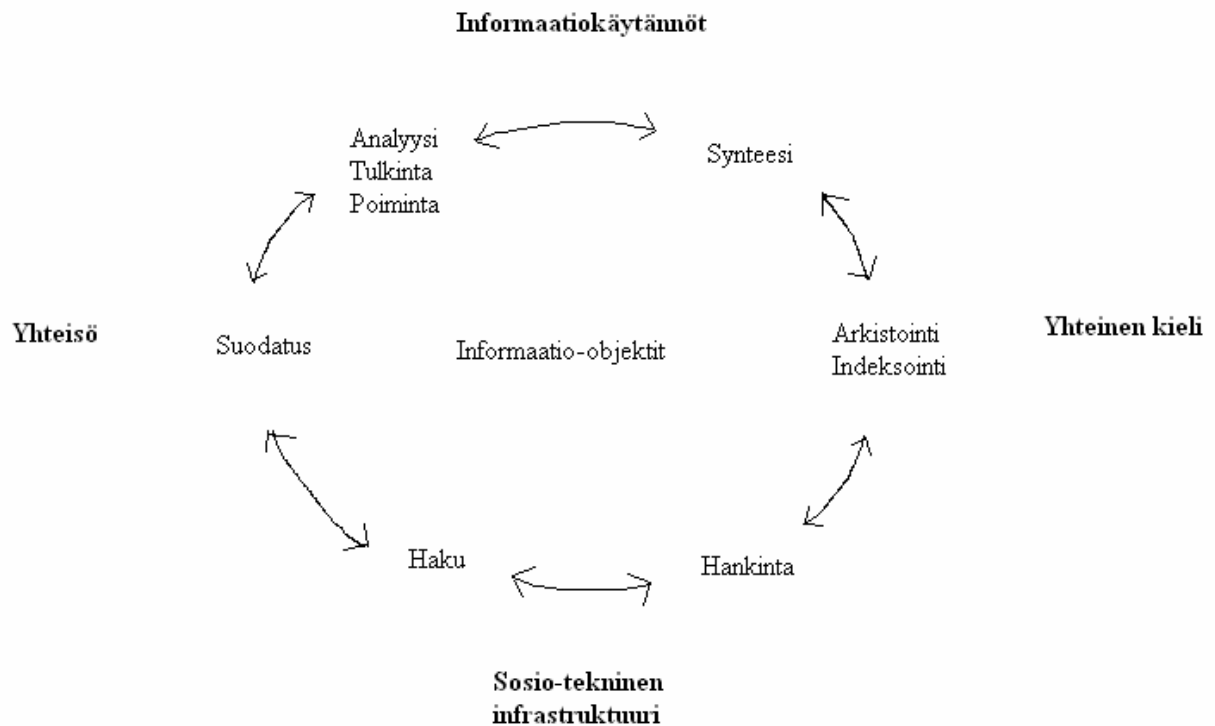 Informaatiokäytännöt
Analyysi
Tulkinta
Poiminta
Synteesi
Yhteisö
Suodatus
Informaatio-objektit
Arkistointi
Indeksointi
Yhteinen kieli
Haku
Hankinta
Sosio-tekninen
infrastruktuuri